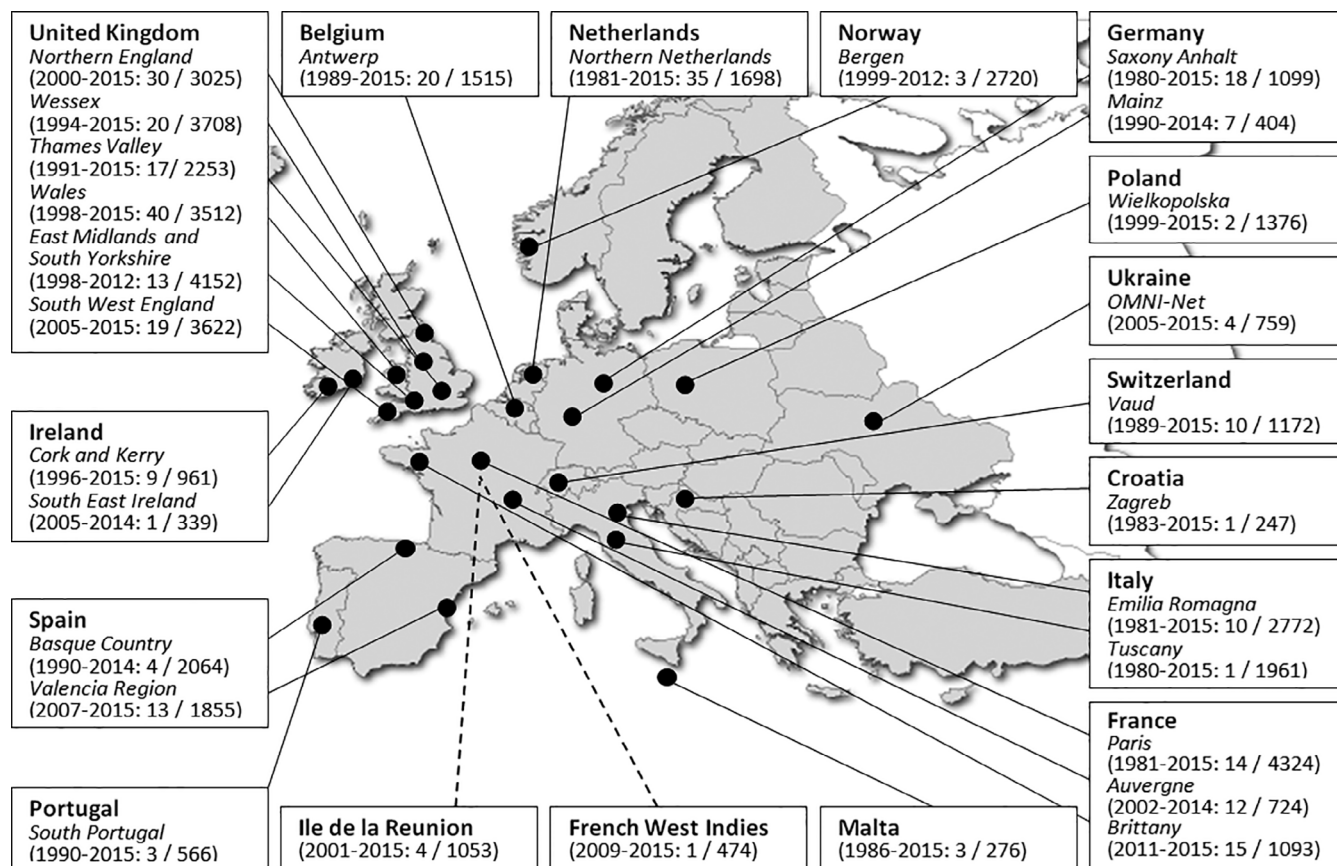 United Kingdom
Northern England
(2000-2015: 30 / 3025)
Wessex
(1994-2015: 20 / 3708)
Thames Valley
(1991-2015: 17/ 2253)
Wales
(1998-2015: 40 / 3512)
East Midlands and
South Yorkshire
(1998-2012: 13 / 4152)
South West England
(2005-2015: 19 / 3622)
Belgium
Antwerp
(1989-2015: 20 / 1515)
Netherlands
Northern Netherlands
(1981-2015: 35 / 1698)
Norway
Bergen
(1999-2012: 3 / 2720)
Germany
Saxony Anhalt
(1980-2015: 18 / 1099)
Mainz
(1990-2014: 7 / 404)
Poland
Wielkopolska
(1999-2015: 2 / 1376)
Ukraine
OMNI-Net
(2005-2015: 4 / 759)
Switzerland
Vaud
(1989-2015: 10 / 1172)
Croatia
Zagreb
(1983-2015: 1 / 247)
Italy
Emilia Romagna
(1981-2015: 10 / 2772)
Tuscany
(1980-2015: 1 / 1961)
France
Paris
(1981-2015: 14 / 4324)
Auvergne
(2002-2014: 12 / 724)
Brittany
(2011-2015: 15 / 1093)
Ireland
Cork and Kerry
(1996-2015: 9 / 961)
South East Ireland
(2005-2014: 1 / 339)
Spain
Basque Country
(1990-2014: 4 / 2064)
Valencia Region
(2007-2015: 13 / 1855)
Portugal
South Portugal
(1990-2015: 3 / 566)
Ile de la Reunion
(2001-2015: 4 / 1053)
French West Indies
(2009-2015: 1 / 474)
Malta
(1986-2015: 3 / 276)